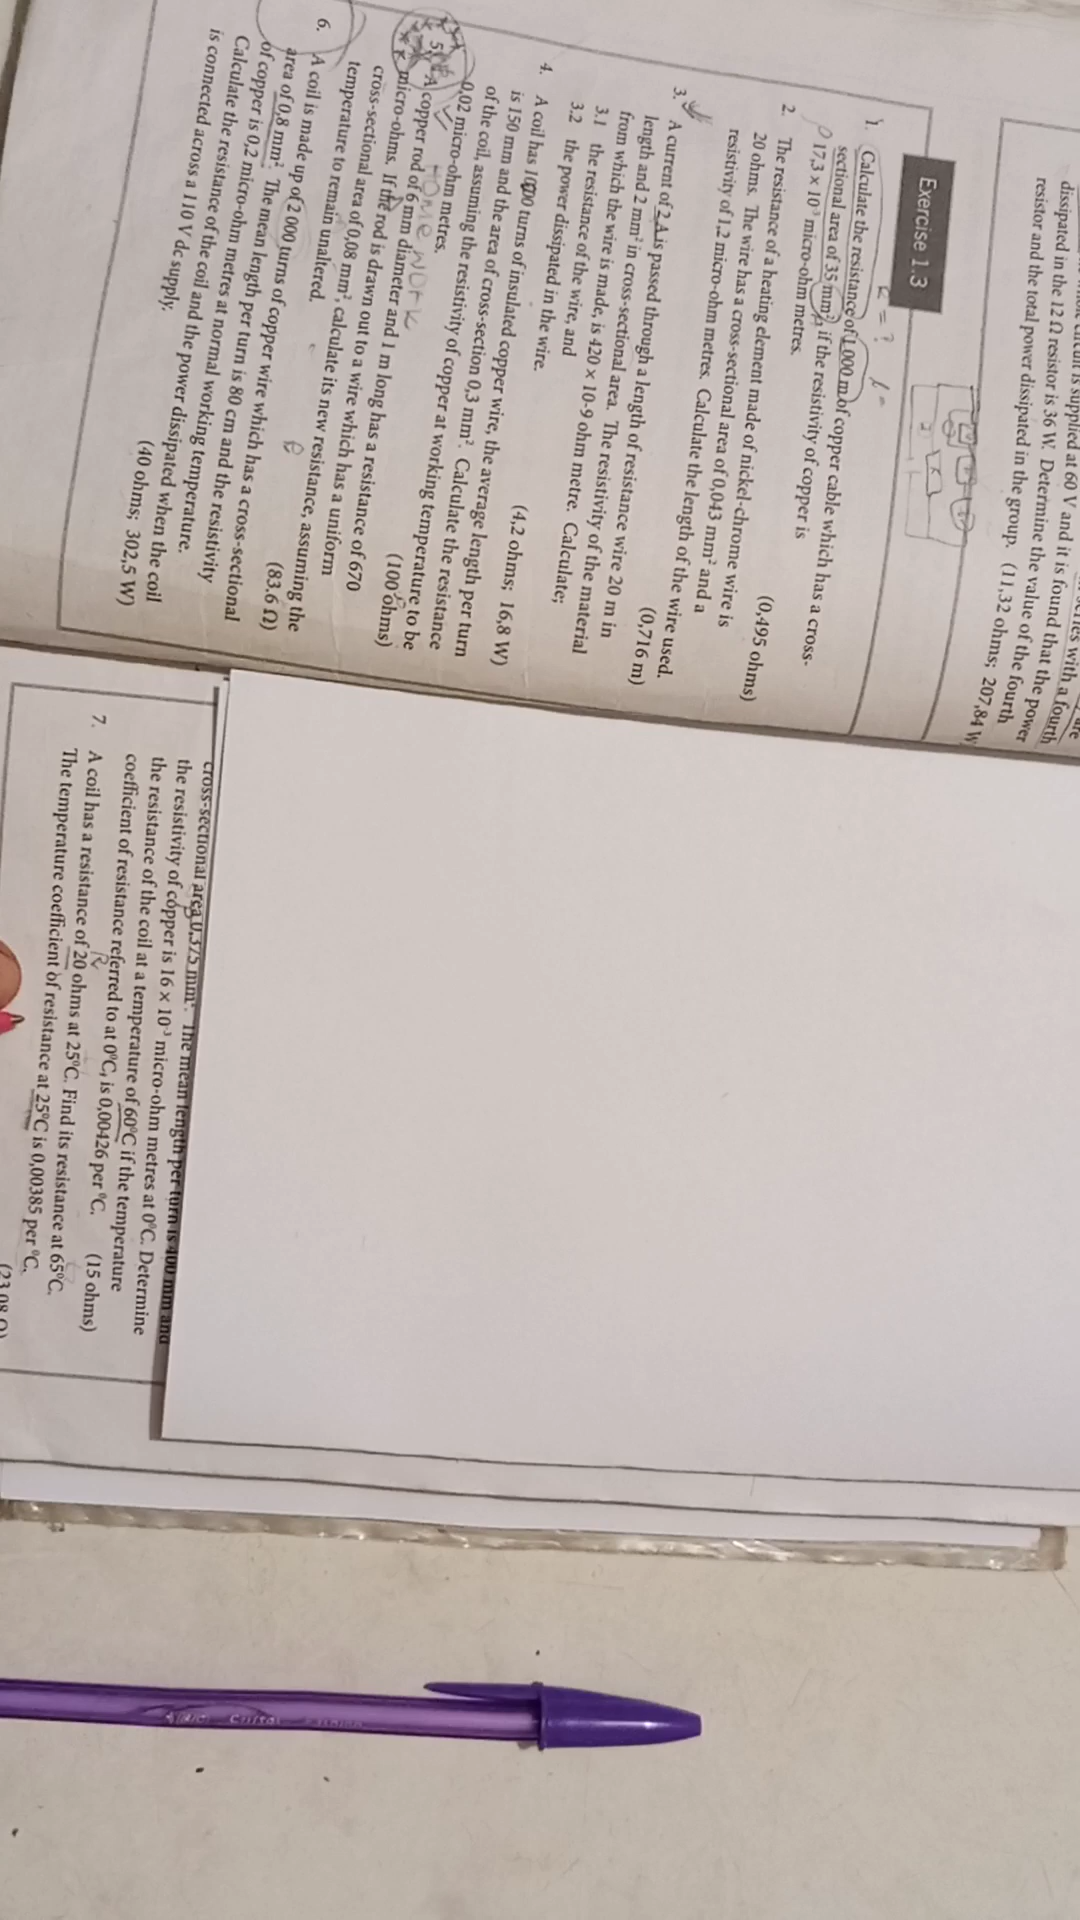 dissipated in the 12 Ω resistor is 36 W. Determine the value of the fourth
resistor and the total power dissipated in the group. (11,32 ohms; 207,84 W
Exercise 1.3
R = ?
1. Calculate the resistance of 1 000 m of copper cable which has a cross-
sectional area of 35 mm², if the resistivity of copper is
17,3 × 10⁻³ micro-ohm metres.
(0,495 ohms)
2. The resistance of a heating element made of nickel-chrome wire is
20 ohms. The wire has a cross-sectional area of 0,043 mm² and a
resistivity of 1,2 micro-ohm metres. Calculate the length of the wire used.
(0,716 m)
3. A current of 2 A is passed through a length of resistance wire 20 m in
length and 2 mm² in cross-sectional area. The resistivity of the material
from which the wire is made, is 420 × 10-9 ohm metre. Calculate;
3.1 the resistance of the wire, and
3.2 the power dissipated in the wire.
(4,2 ohms; 16,8 W)
4. A coil has 1000 turns of insulated copper wire, the average length per turn
is 150 mm and the area of cross-section 0,3 mm². Calculate the resistance
of the coil, assuming the resistivity of copper at working temperature to be
0,02 micro-ohm metres.
(100 ohms)
Home work
5. A copper rod of 6 mm diameter and 1 m long has a resistance of 670
micro-ohms. If the rod is drawn out to a wire which has a uniform
cross-sectional area of 0,08 mm², calculate its new resistance, assuming the
temperature to remain unaltered.
(83.6 Ω)
6. A coil is made up of 2 000 turns of copper wire which has a cross-sectional
area of 0,8 mm². The mean length per turn is 80 cm and the resistivity
of copper is 0,2 micro-ohm metres at normal working temperature.
Calculate the resistance of the coil and the power dissipated when the coil
is connected across a 110 V dc supply.
(40 ohms; 302,5 W)
cross-sectional area 0,375 mm². The mean length per turn is 400 mm and
the resistivity of copper is 16 × 10⁻³ micro-ohm metres at 0°C. Determine
the resistance of the coil at a temperature of 60°C if the temperature
coefficient of resistance referred to at 0°C, is 0,00426 per °C.
(15 ohms)
7. A coil has a resistance of 20 ohms at 25°C. Find its resistance at 65°C.
The temperature coefficient of resistance at 25°C is 0,00385 per °C.